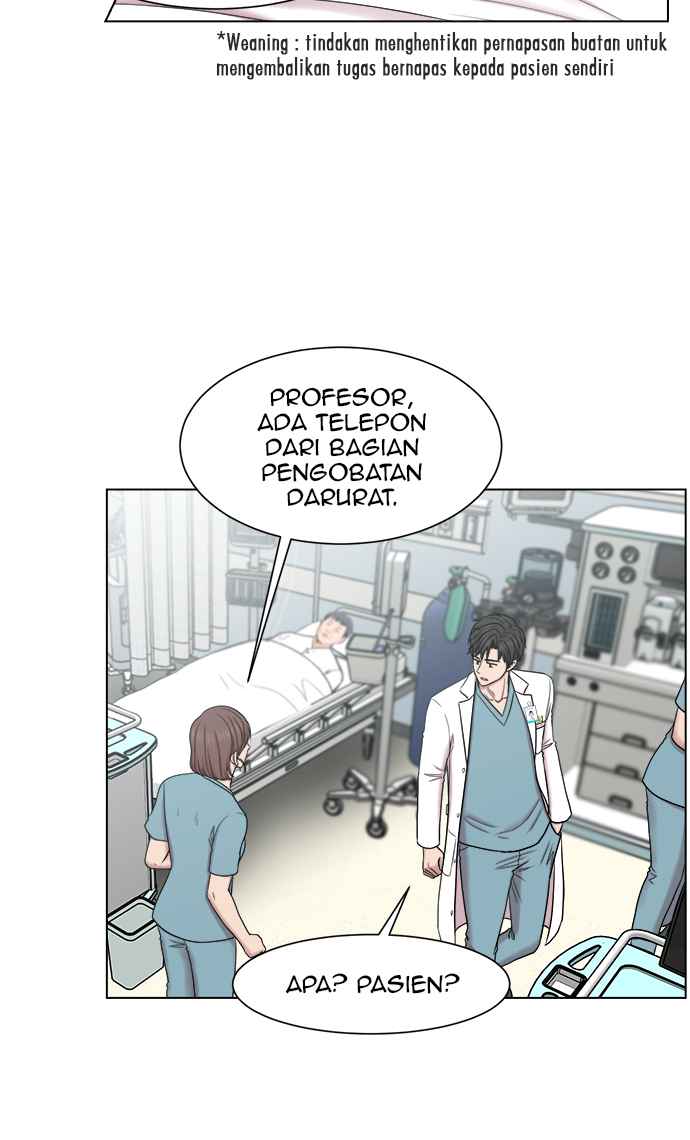 *Weaning : tindakan menghentikan pernapasan buatan untuk
mengembalikan tugas bernapas kepada pasien sendiri
PROFESOR,
ADA TELEPON
DARI BAGIAN
PENGOBATAN
DARURAT.
APA? PASIEN?